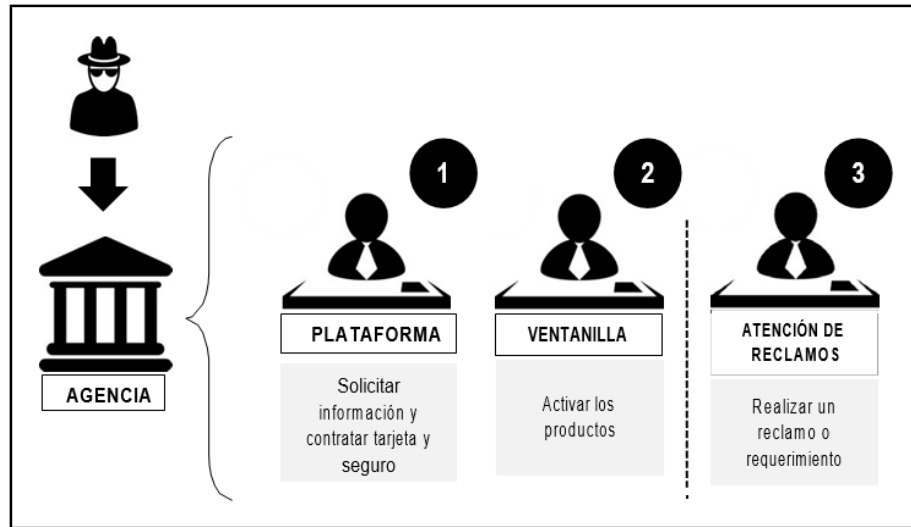 1
2
3
AGENCIA
PLATAFORMA
Solicitar
información y
contratar tarjeta y
seguro
VENTANILLA
Activar los
productos
ATENCIÓN DE
RECLAMOS
Realizar un
reclamo o
requerimiento